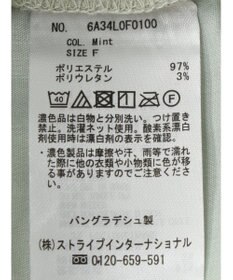 NO. 6A34L0F0100
COL. Mint
SIZE F
ポリエステル 97%
ポリウレタン 3%
40
濃色品は白物と分別洗い。つけ置き
禁止。洗濯ネット使用。酸素系漂白
剤使用時は漂白剤の表示を確認。
・濃色製品は摩擦や汗、雨等で濡れ
た際に他の衣類や小物類に色が移
る事がありますのでご注意下さい。
バングラデシュ製
(株)ストライプインターナショナル
☎ 0120-659-591